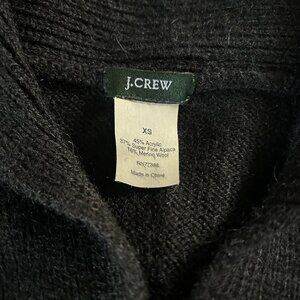 J.CREW
XS
45% Acrylic
37% Super Fine Alpaca
18% Merino Wool
Made in China